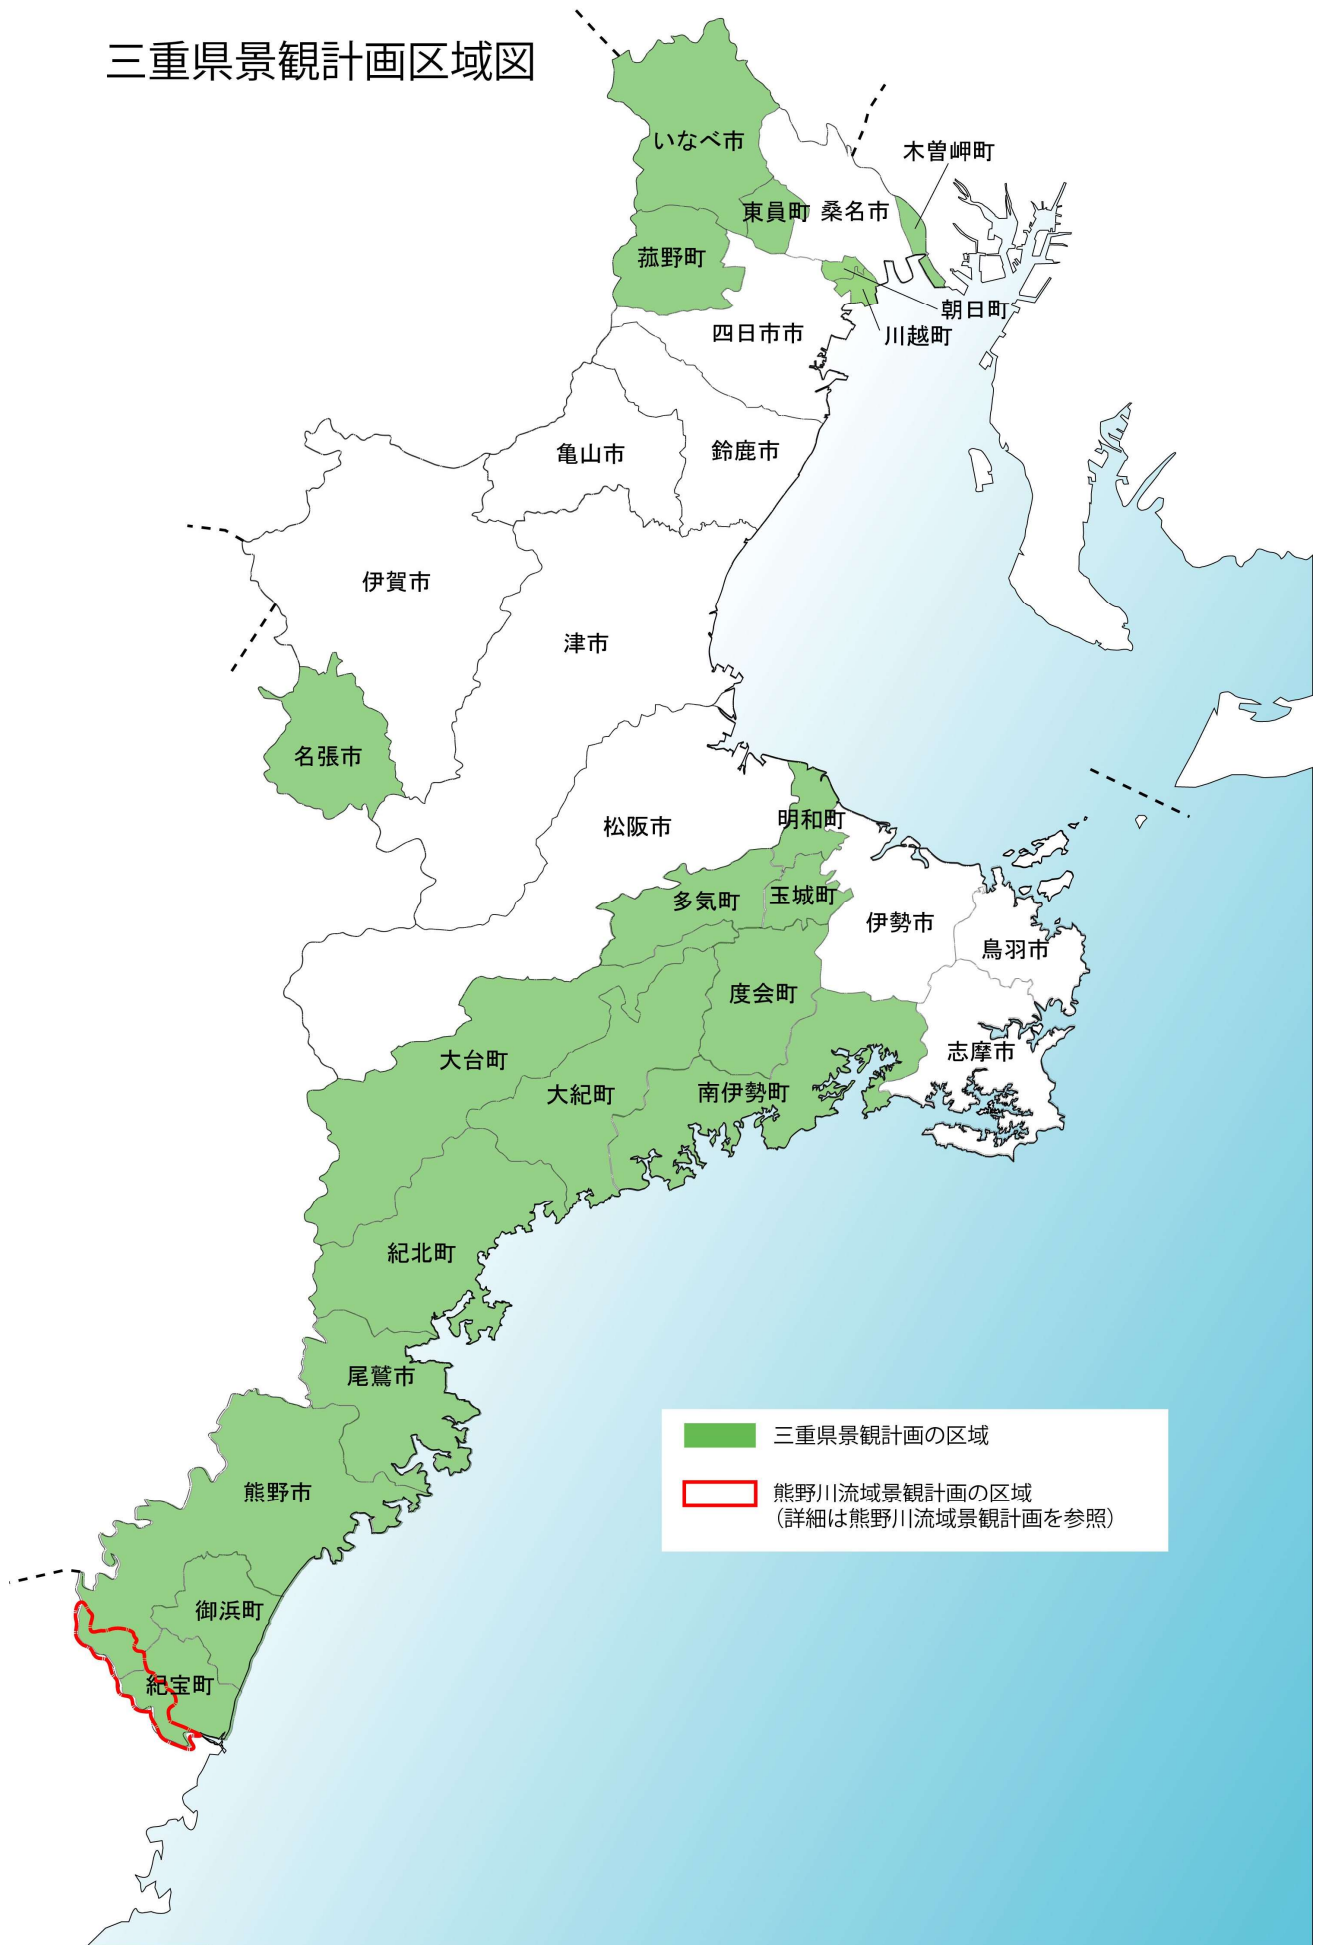 三重県景観計画区域図
いなべ市
木曽岬町
東員町
桑名市
菰野町
朝日町
四日市市
川越町
亀山市
鈴鹿市
伊賀市
津市
名張市
明和町
松阪市
多気町
玉城町
伊勢市
鳥羽市
度会町
志摩市
大台町
大紀町
南伊勢町
紀北町
尾鷲市
三重県景観計画の区域
熊野市
熊野川流域景観計画の区域
（詳細は熊野川流域景観計画を参照）
御浜町
紀宝町